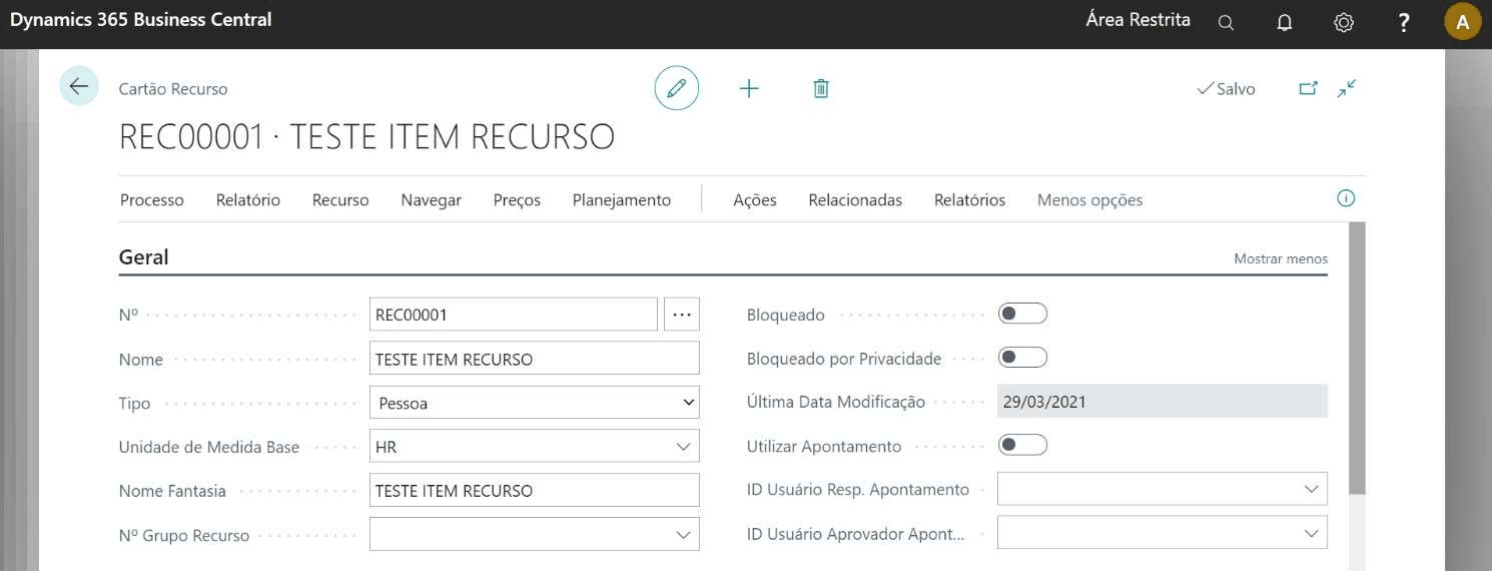 Dynamics 365 Business Central
Área Restrita
?
A
Cartão Recurso
Salvo
REC00001 · TESTE ITEM RECURSO
Processo Relatório Recurso Navegar Preços Planejamento Ações Relacionadas Relatórios Menos opções
Geral
Mostrar menos
Nº REC00001 ...
Bloqueado
Nome TESTE ITEM RECURSO
Bloqueado por Privacidade
Tipo Pessoa
Última Data Modificação 29/03/2021
Unidade de Medida Base HR
Utilizar Apontamento
Nome Fantasia TESTE ITEM RECURSO
ID Usuário Resp. Apontamento
Nº Grupo Recurso
ID Usuário Aprovador Apont...